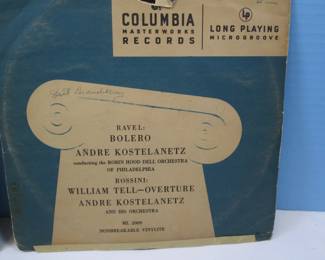 COLUMBIA
MASTERWORKS
RECORDS
LP
LONG PLAYING
MICROGROOVE
RAVEL:
BOLERO
ANDRE KOSTELANETZ
conducting the ROBIN HOOD DELL ORCHESTRA
OF PHILADELPHIA
ROSSINI:
WILLIAM TELL—OVERTURE
ANDRE KOSTELANETZ
AND HIS ORCHESTRA
NONBREAKABLE VINYLITE